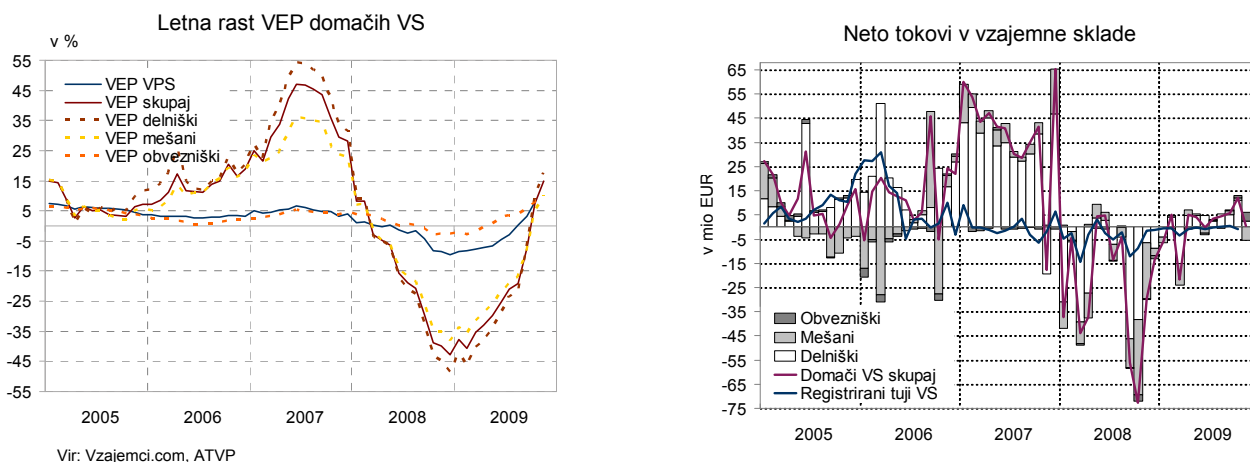 Letna rast VEP domačih VS
v %
55
45
35
25
15
5
-5
-15
-25
-35
-45
-55
VEP VPS
VEP skupaj
VEP delniški
VEP mešani
VEP obvezniški
2005
2006
2007
2008
2009
Vir: Vzajemci.com, ATVP
Neto tokovi v vzajemne sklade
v mio EUR
65
55
45
35
25
15
5
-5
-15
-25
-35
-45
-55
-65
-75
Obvezniški
Mešani
Delniški
Domači VS skupaj
Registrirani tuji VS
2005
2006
2007
2008
2009